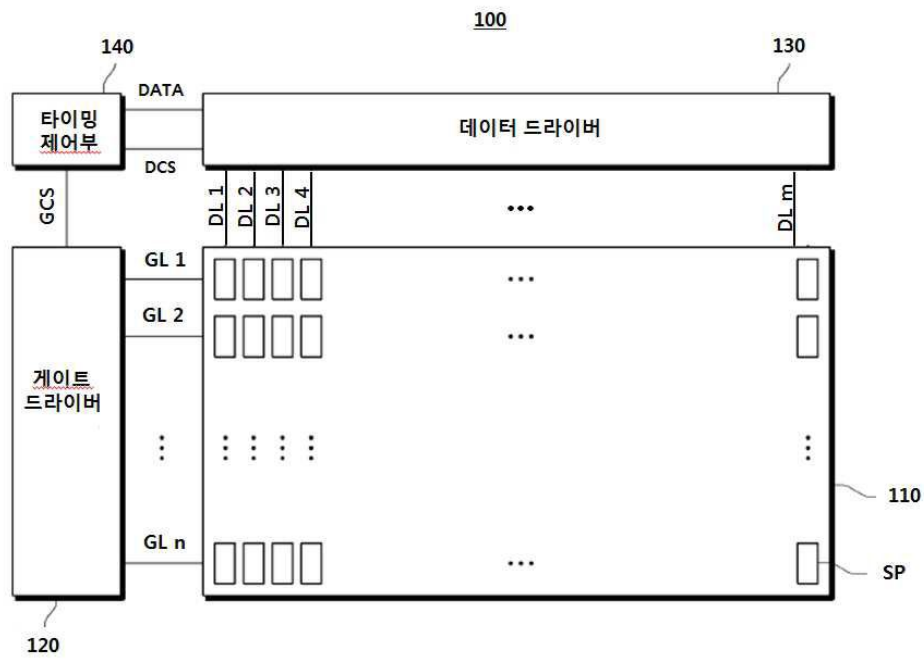 100
140
130
DATA
타이밍
제어부
데이터 드라이버
DCS
GCS
DL 1
DL 2
DL 3
DL 4
...
DL m
GL 1
...
GL 2
...
게이트
드라이버
GL n
...
110
SP
120